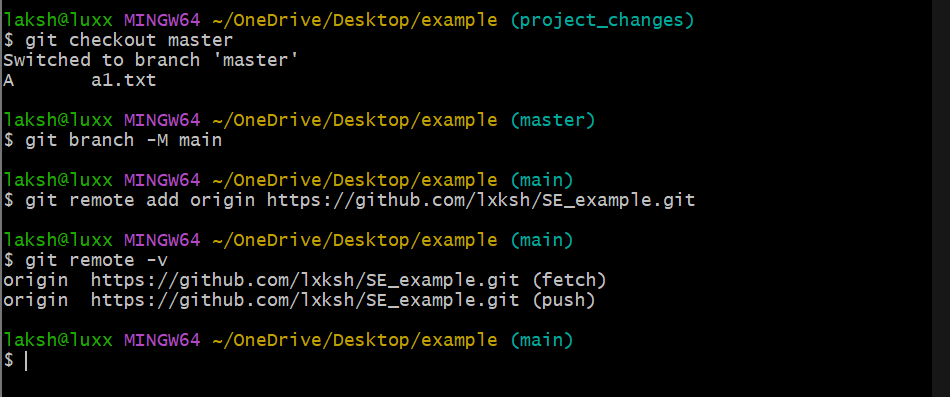 laksh@luxx MINGW64 ~/OneDrive/Desktop/example (project_changes)
$ git checkout master
Switched to branch 'master'
A       a1.txt
laksh@luxx MINGW64 ~/OneDrive/Desktop/example (master)
$ git branch -M main
laksh@luxx MINGW64 ~/OneDrive/Desktop/example (main)
$ git remote add origin https://github.com/lxksh/SE_example.git
laksh@luxx MINGW64 ~/OneDrive/Desktop/example (main)
$ git remote -v
origin  https://github.com/lxksh/SE_example.git (fetch)
origin  https://github.com/lxksh/SE_example.git (push)
laksh@luxx MINGW64 ~/OneDrive/Desktop/example (main)
$